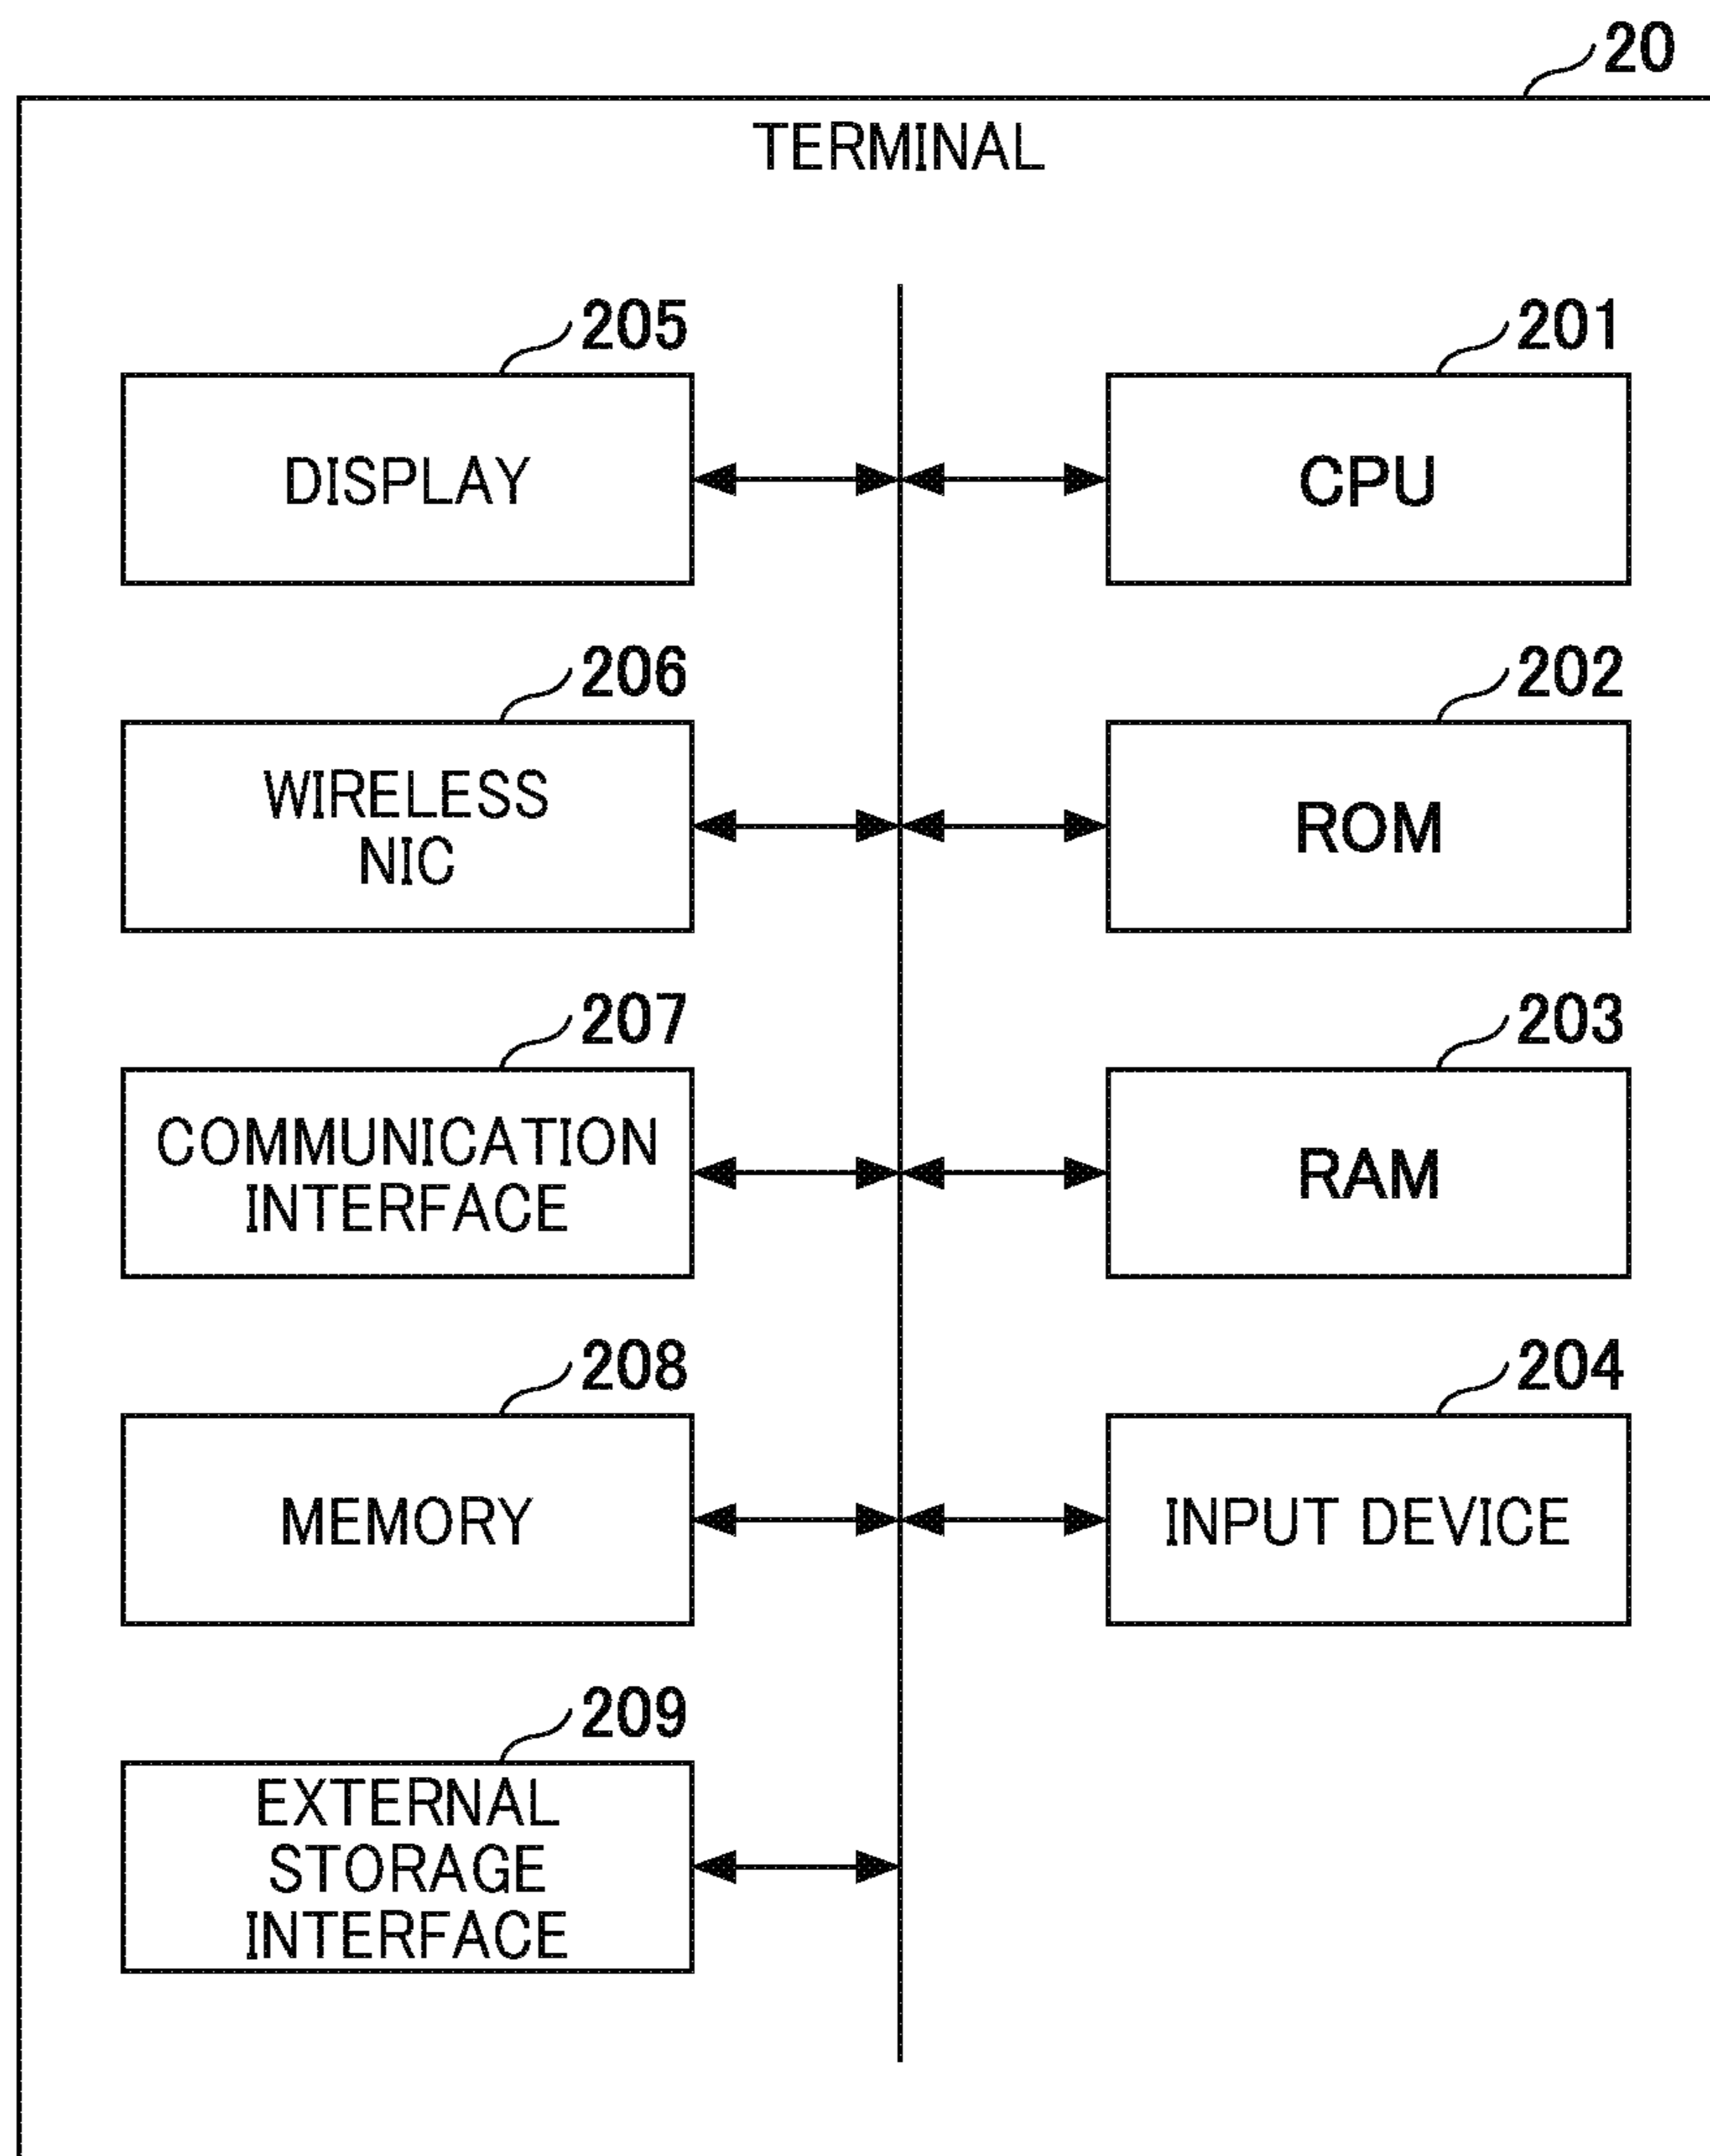 20
TERMINAL
205
DISPLAY
201
CPU
206
WIRELESS
NIC
202
ROM
207
COMMUNICATION
INTERFACE
203
RAM
208
MEMORY
204
INPUT DEVICE
209
EXTERNAL
STORAGE
INTERFACE